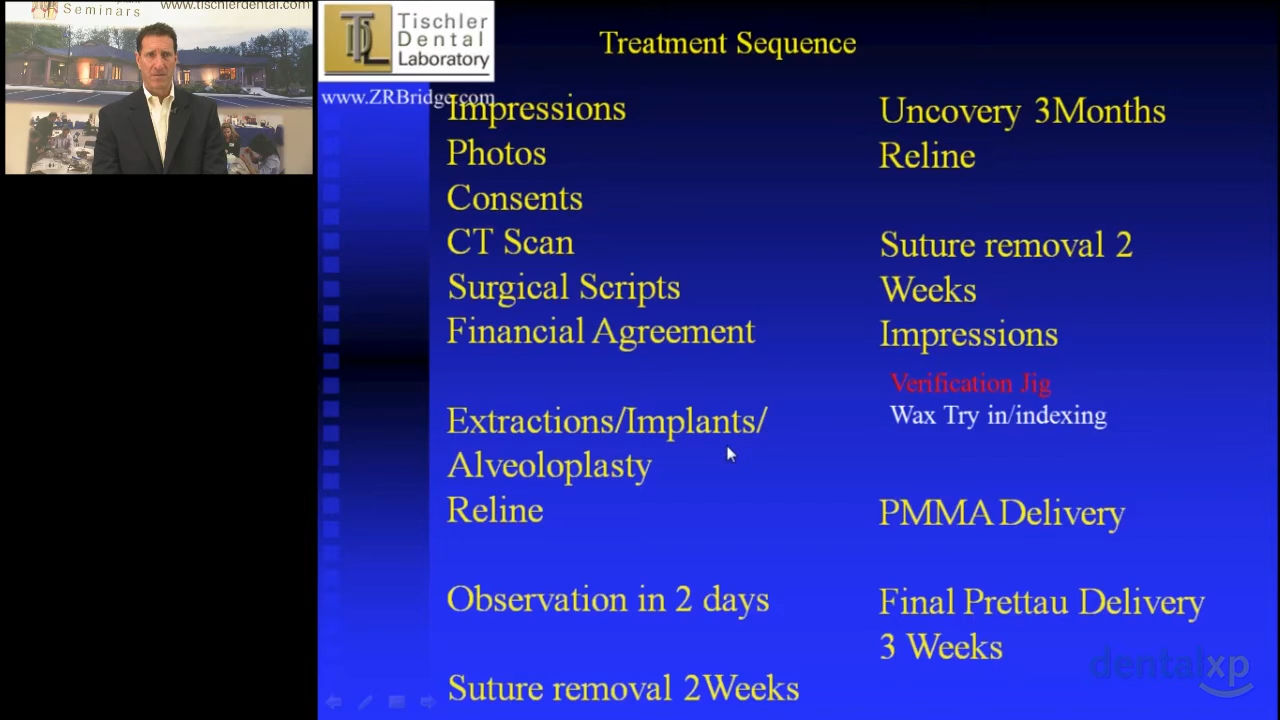 Seminars
www.tischlerdental.com
Tischler
Dental
Laboratory
www.ZRBridge.com
Treatment Sequence
Impressions
Photos
Consents
CT Scan
Surgical Scripts
Financial Agreement
Extractions/Implants/
Alveoloplasty
Reline
Observation in 2 days
Suture removal 2Weeks
Uncovery 3Months
Reline
Suture removal 2
Weeks
Impressions
Verification Jig
Wax Try in/indexing
PMMA Delivery
Final Prettau Delivery
3 Weeks
dentalxp